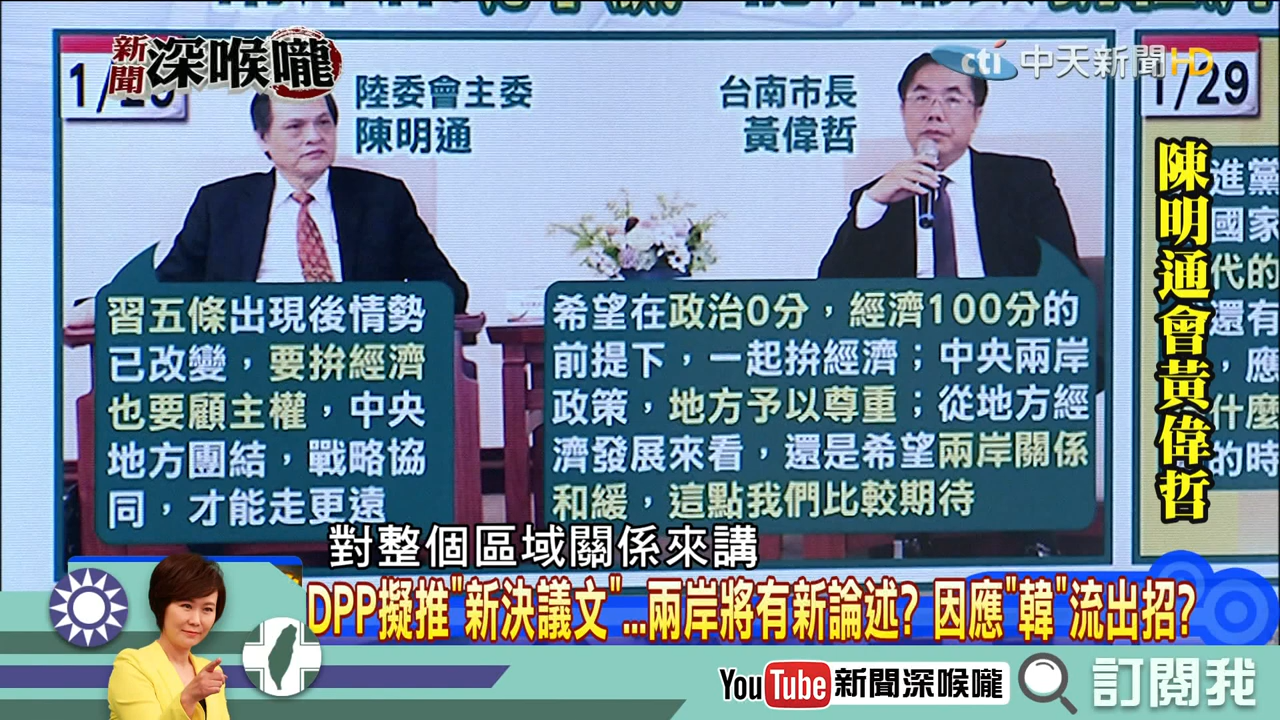 新聞深喉嚨
cti 中天新聞HD
陸委會主委
陳明通
台南市長
黃偉哲
1/29
習五條出現後情勢
已改變，要拚經濟
也要顧主權，中央
地方團結，戰略協
同，才能走更遠
希望在政治0分，經濟100分的
前提下，一起拚經濟；中央兩岸
政策，地方予以尊重；從地方經
濟發展來看，還是希望兩岸關係
和緩，這點我們比較期待
進黨
國家
代的
還有
，應
什麼
的時
陳明通會黃偉哲
對整個區域關係來講
DPP擬推"新決議文"...兩岸將有新論述? 因應"韓"流出招?
YouTube 新聞深喉嚨
訂閱我